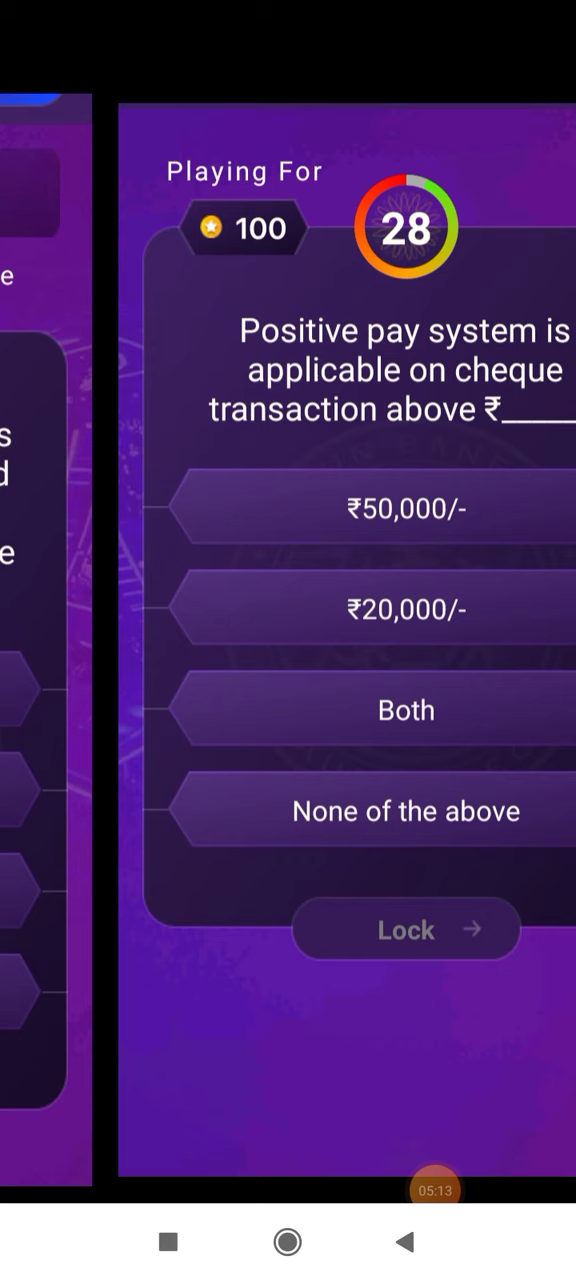 Playing For
100
28
e
Positive pay system is
applicable on cheque
transaction above ₹_____
s
d
e
₹50,000/-
₹20,000/-
Both
None of the above
Lock →
05:13